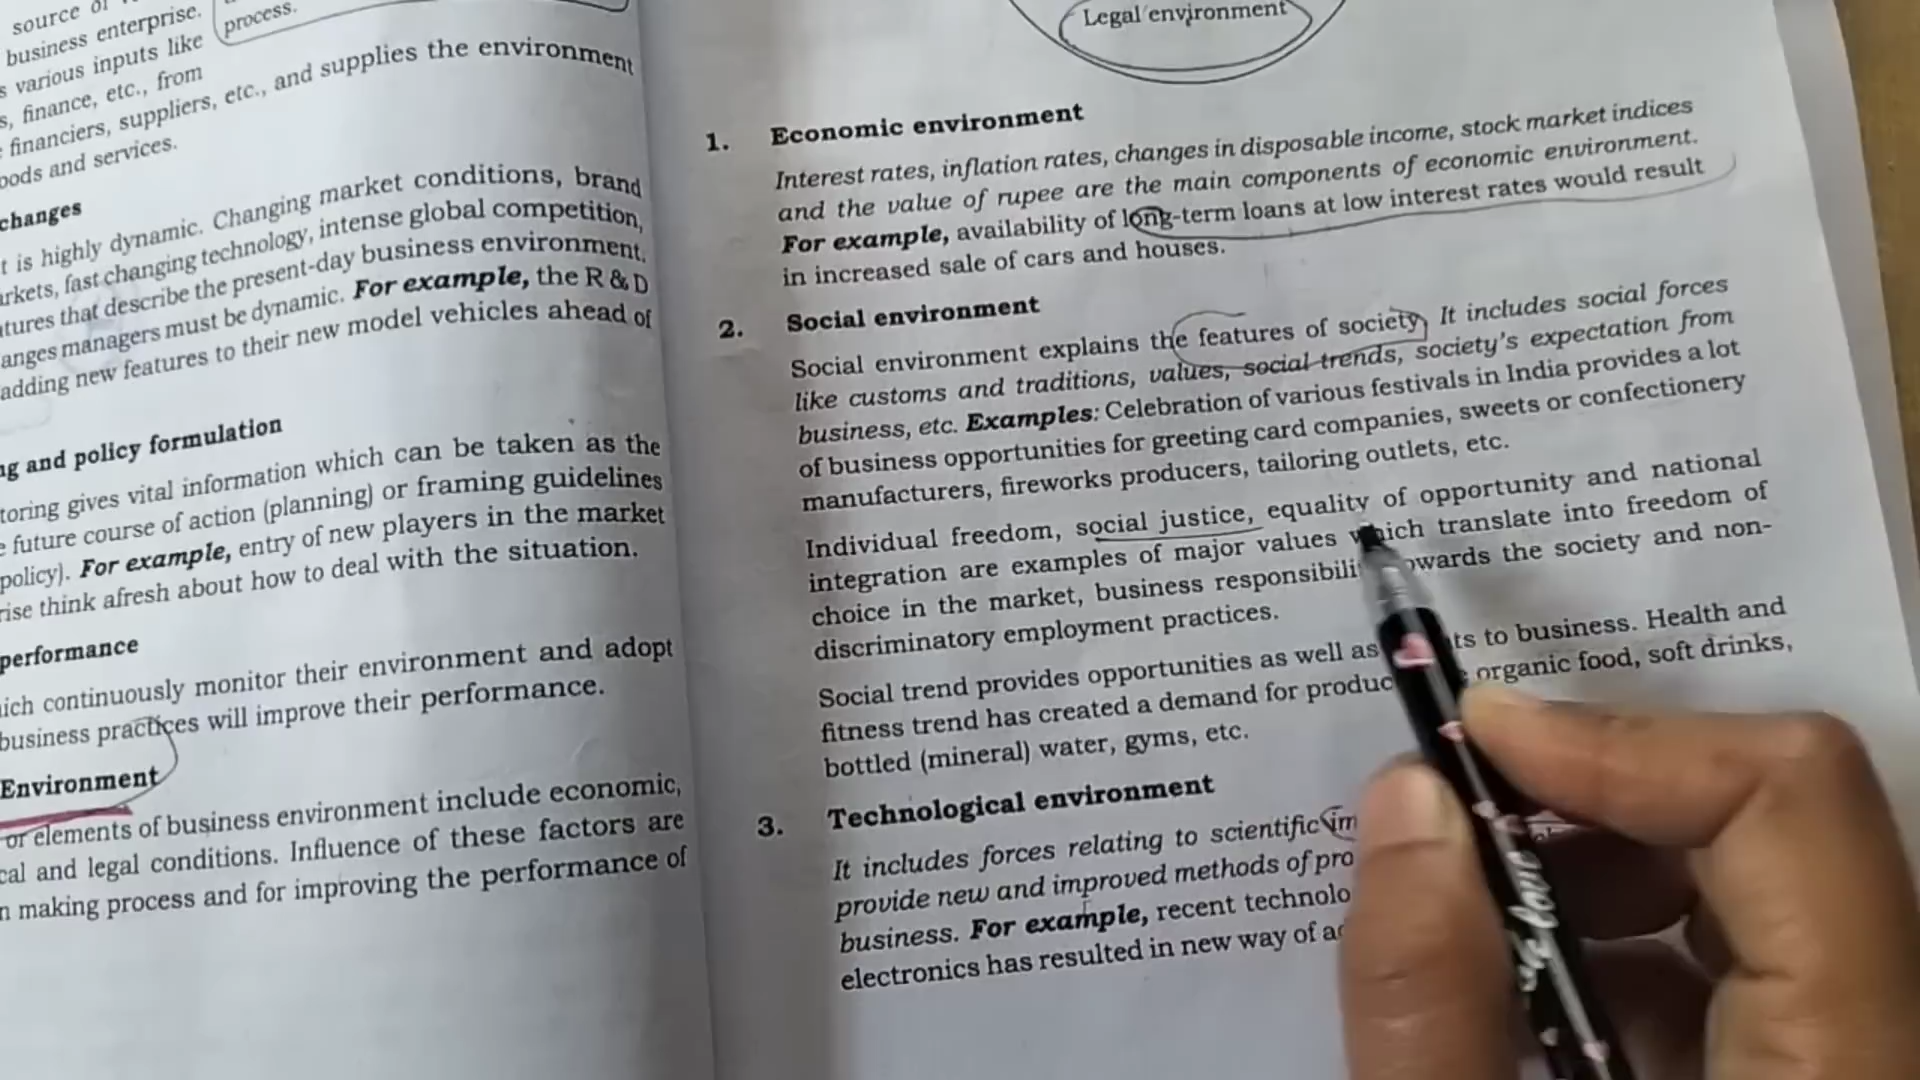 source of
business enterprise.
various inputs like
finance, etc., from
financiers, suppliers, etc., and supplies the environment
goods and services.
process.
changes
t is highly dynamic. Changing market conditions, brand
rkets, fast changing technology, intense global competition,
atures that describe the present-day business environment.
anges managers must be dynamic. For example, the R & D
adding new features to their new model vehicles ahead of
ng and policy formulation
toring gives vital information which can be taken as the
e future course of action (planning) or framing guidelines
policy). For example, entry of new players in the market
rise think afresh about how to deal with the situation.
performance
hich continuously monitor their environment and adopt
business practices will improve their performance.
Environment
or elements of business environment include economic,
cal and legal conditions. Influence of these factors are
n making process and for improving the performance of
Legal environment
1. Economic environment
Interest rates, inflation rates, changes in disposable income, stock market indices
and the value of rupee are the main components of economic environment.
For example, availability of long-term loans at low interest rates would result
in increased sale of cars and houses.
2. Social environment
Social environment explains the features of society. It includes social forces
like customs and traditions, values, social trends, society's expectation from
business, etc. Examples: Celebration of various festivals in India provides a lot
of business opportunities for greeting card companies, sweets or confectionery
manufacturers, fireworks producers, tailoring outlets, etc.
Individual freedom, social justice, equality of opportunity and national
integration are examples of major values which translate into freedom of
choice in the market, business responsibili owards the society and non-
discriminatory employment practices.
Social trend provides opportunities as well as ts to business. Health and
fitness trend has created a demand for produc organic food, soft drinks,
bottled (mineral) water, gyms, etc.
3. Technological environment
It includes forces relating to scientific im
provide new and improved methods of pro
business. For example, recent technolo
electronics has resulted in new way of ad